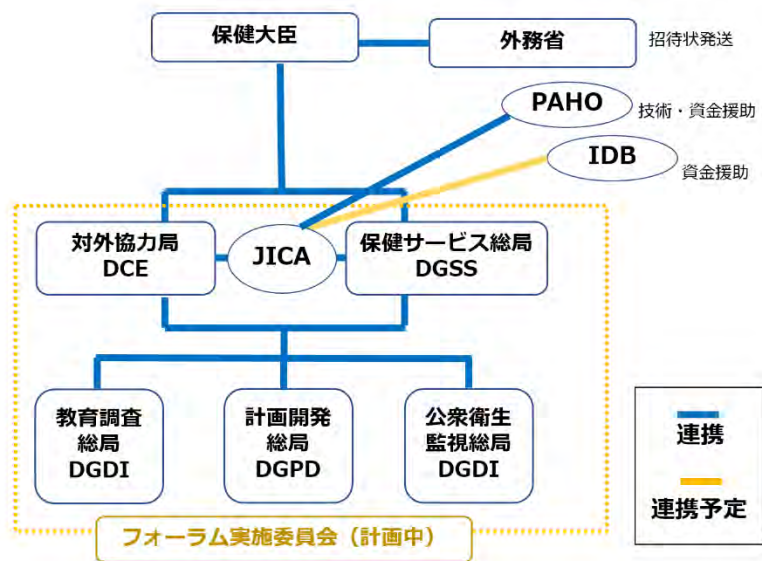 保健大臣
外務省
招待状発送
PAHO
技術・資金援助
IDB
資金援助
対外協力局
DCE
JICA
保健サービス総局
DGSS
教育調査
総局
DGDI
計画開発
総局
DGPD
公衆衛生
監視総局
DGDI
連携
連携予定
フォーラム実施委員会（計画中）